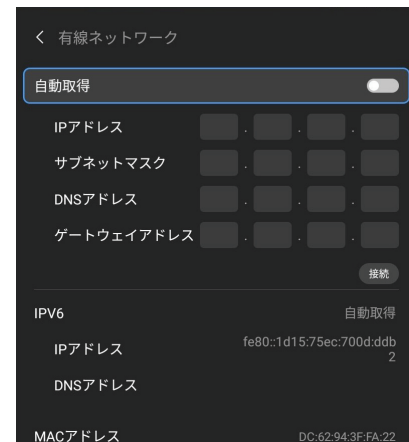 有線ネットワーク
自動取得
IPアドレス . . .
サブネットマスク . . .
DNSアドレス . . .
ゲートウェイアドレス . . .
接続
IPV6 自動取得
IPアドレス fe80::1d15:75ec:700d:ddb
2
DNSアドレス
MACアドレス DC:62:94:3F:FA:22